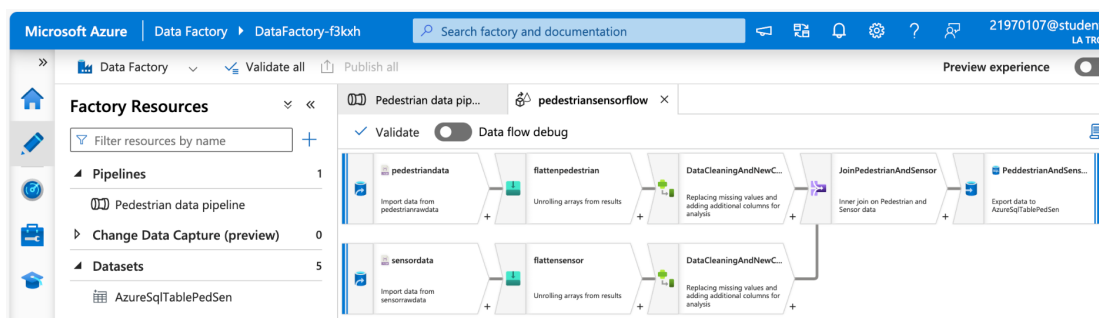 Microsoft Azure
Data Factory
DataFactory-f3kxh
Search factory and documentation
21970107@studen
LA TRO
Data Factory
Validate all
Publish all
Preview experience
Factory Resources
Filter resources by name
Pipelines 1
Pedestrian data pipeline
Change Data Capture (preview) 0
Datasets 5
AzureSqlTablePedSen
Pedestrian data pip...
pedestriansensorflow
Validate
Data flow debug
pedestriandata
Import data from
pedestrianrawdata
flattenpedestrian
Unrolling arrays from results
DataCleaningAndNewC...
Replacing missing values and
adding additional columns for
analysis
JoinPedestrianAndSensor
Inner join on Pedestrian and
Sensor data
PeddestrianAndSens...
Export data to
AzureSqlTablePedSen
sensordata
Import data from
sensorrawdata
flattensensor
Unrolling arrays from results
DataCleaningAndNewC...
Replacing missing values and
adding additional columns for
analysis